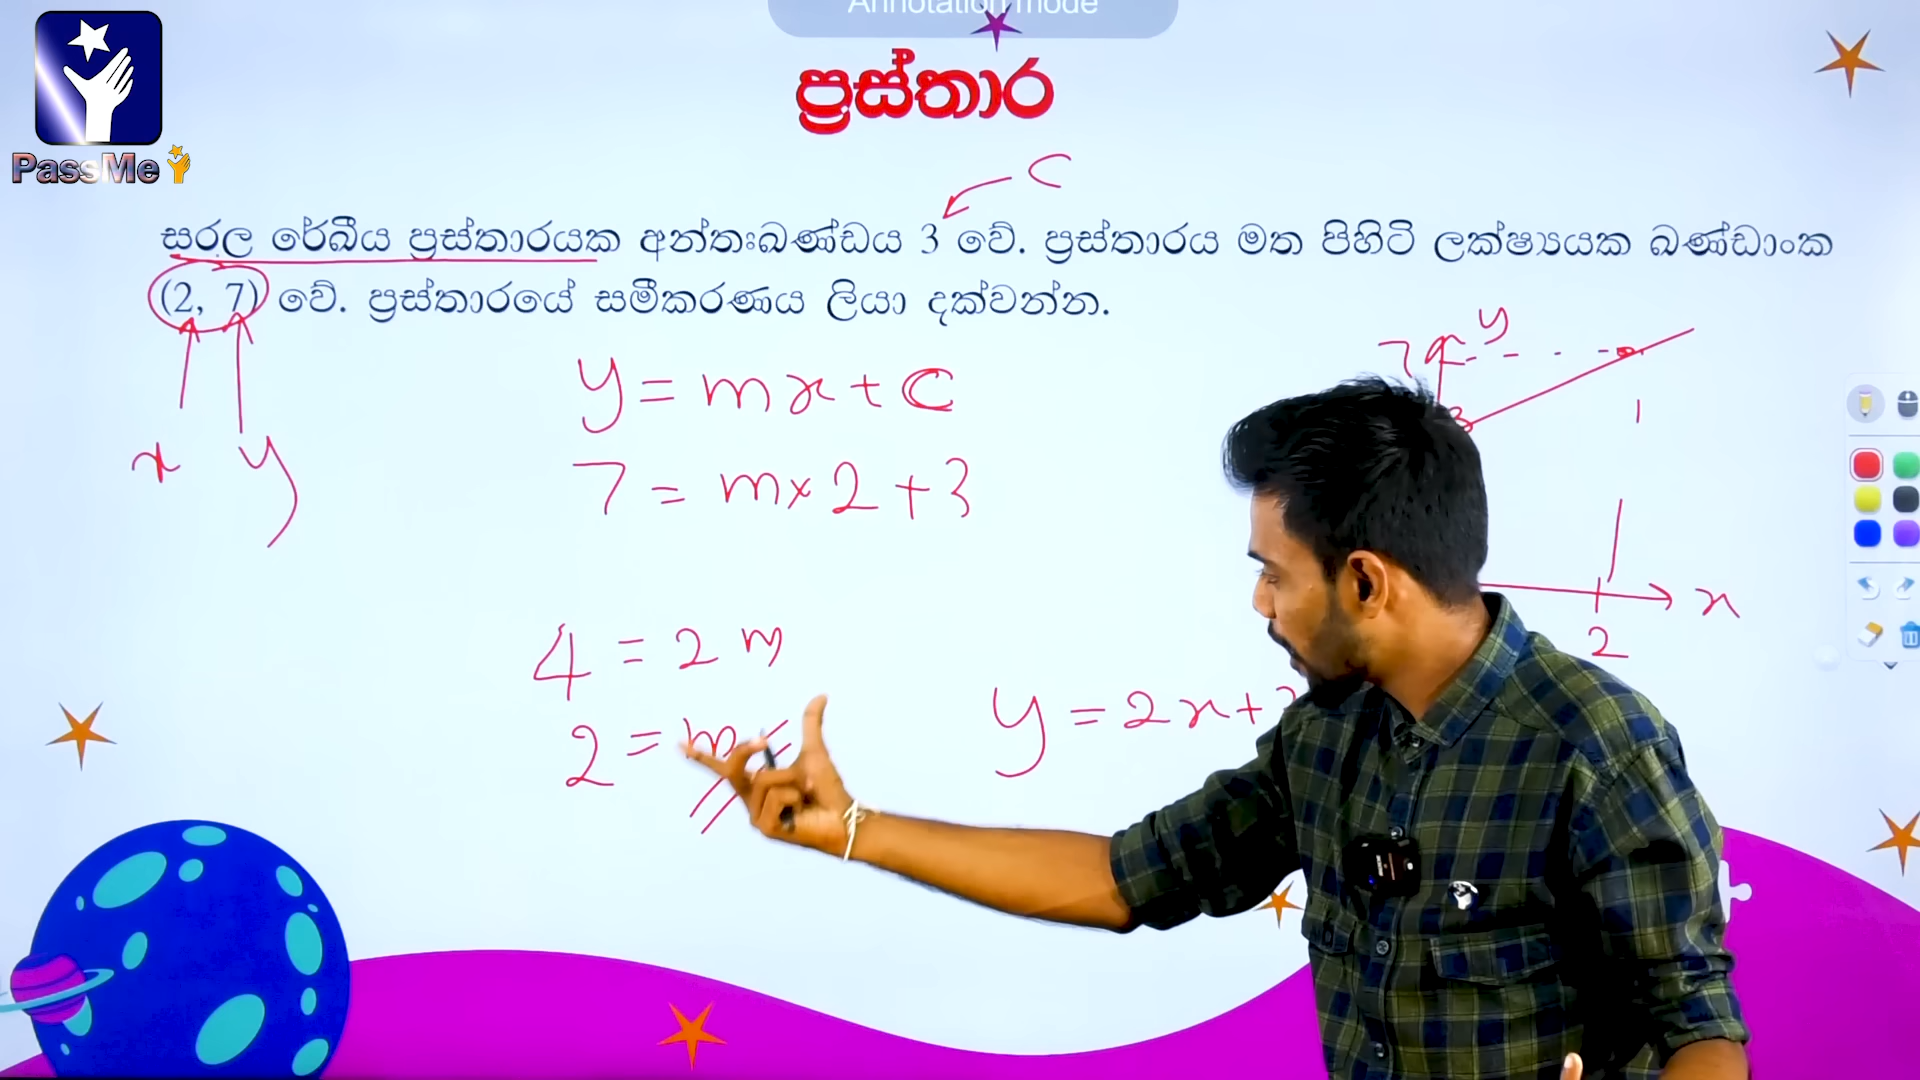 Annotation mode
PassMe
ප්‍රස්තාර
C
සරල රේඛීය ප්‍රස්තාරයක අන්තඃඛණ්ඩය 3 වේ. ප්‍රස්තාරය මත පිහිටි ලක්ෂ්‍යයක ඛණ්ඩාංක
(2, 7) වේ. ප්‍රස්තාරයේ සමීකරණය ලියා දක්වන්න.
x y
y = mx + C
7 = m × 2 + 3
4 = 2m
2 = m
y = 2x +
y
7
3
x
2